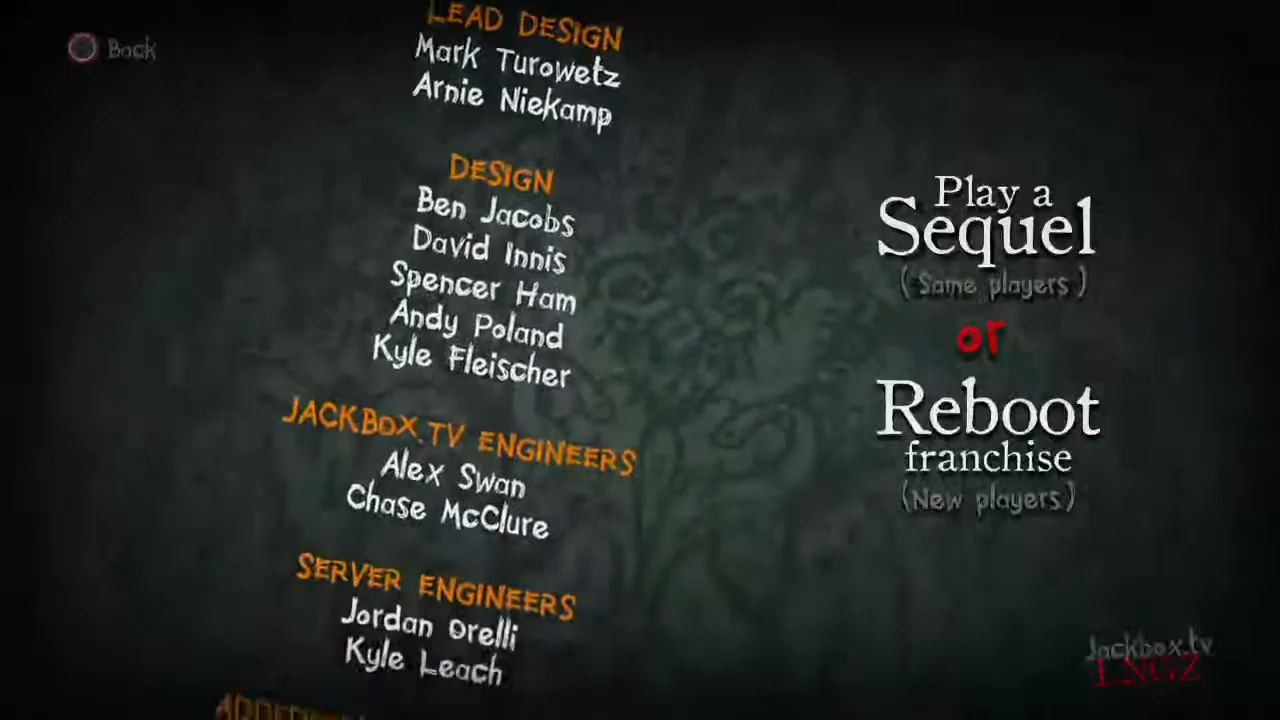 Back
LEAD DESIGN
Mark Turowetz
Arnie Niekamp
DESIGN
Ben Jacobs
David Innis
Spencer Ham
Andy Poland
Kyle Fleischer
JACKBOX.TV ENGINEERS
Alex Swan
Chase McClure
SERVER ENGINEERS
Jordan Orelli
Kyle Leach
Play a
Sequel
(Same players)
or
Reboot
franchise
(New players)
Jackbox.tv
LNGZ